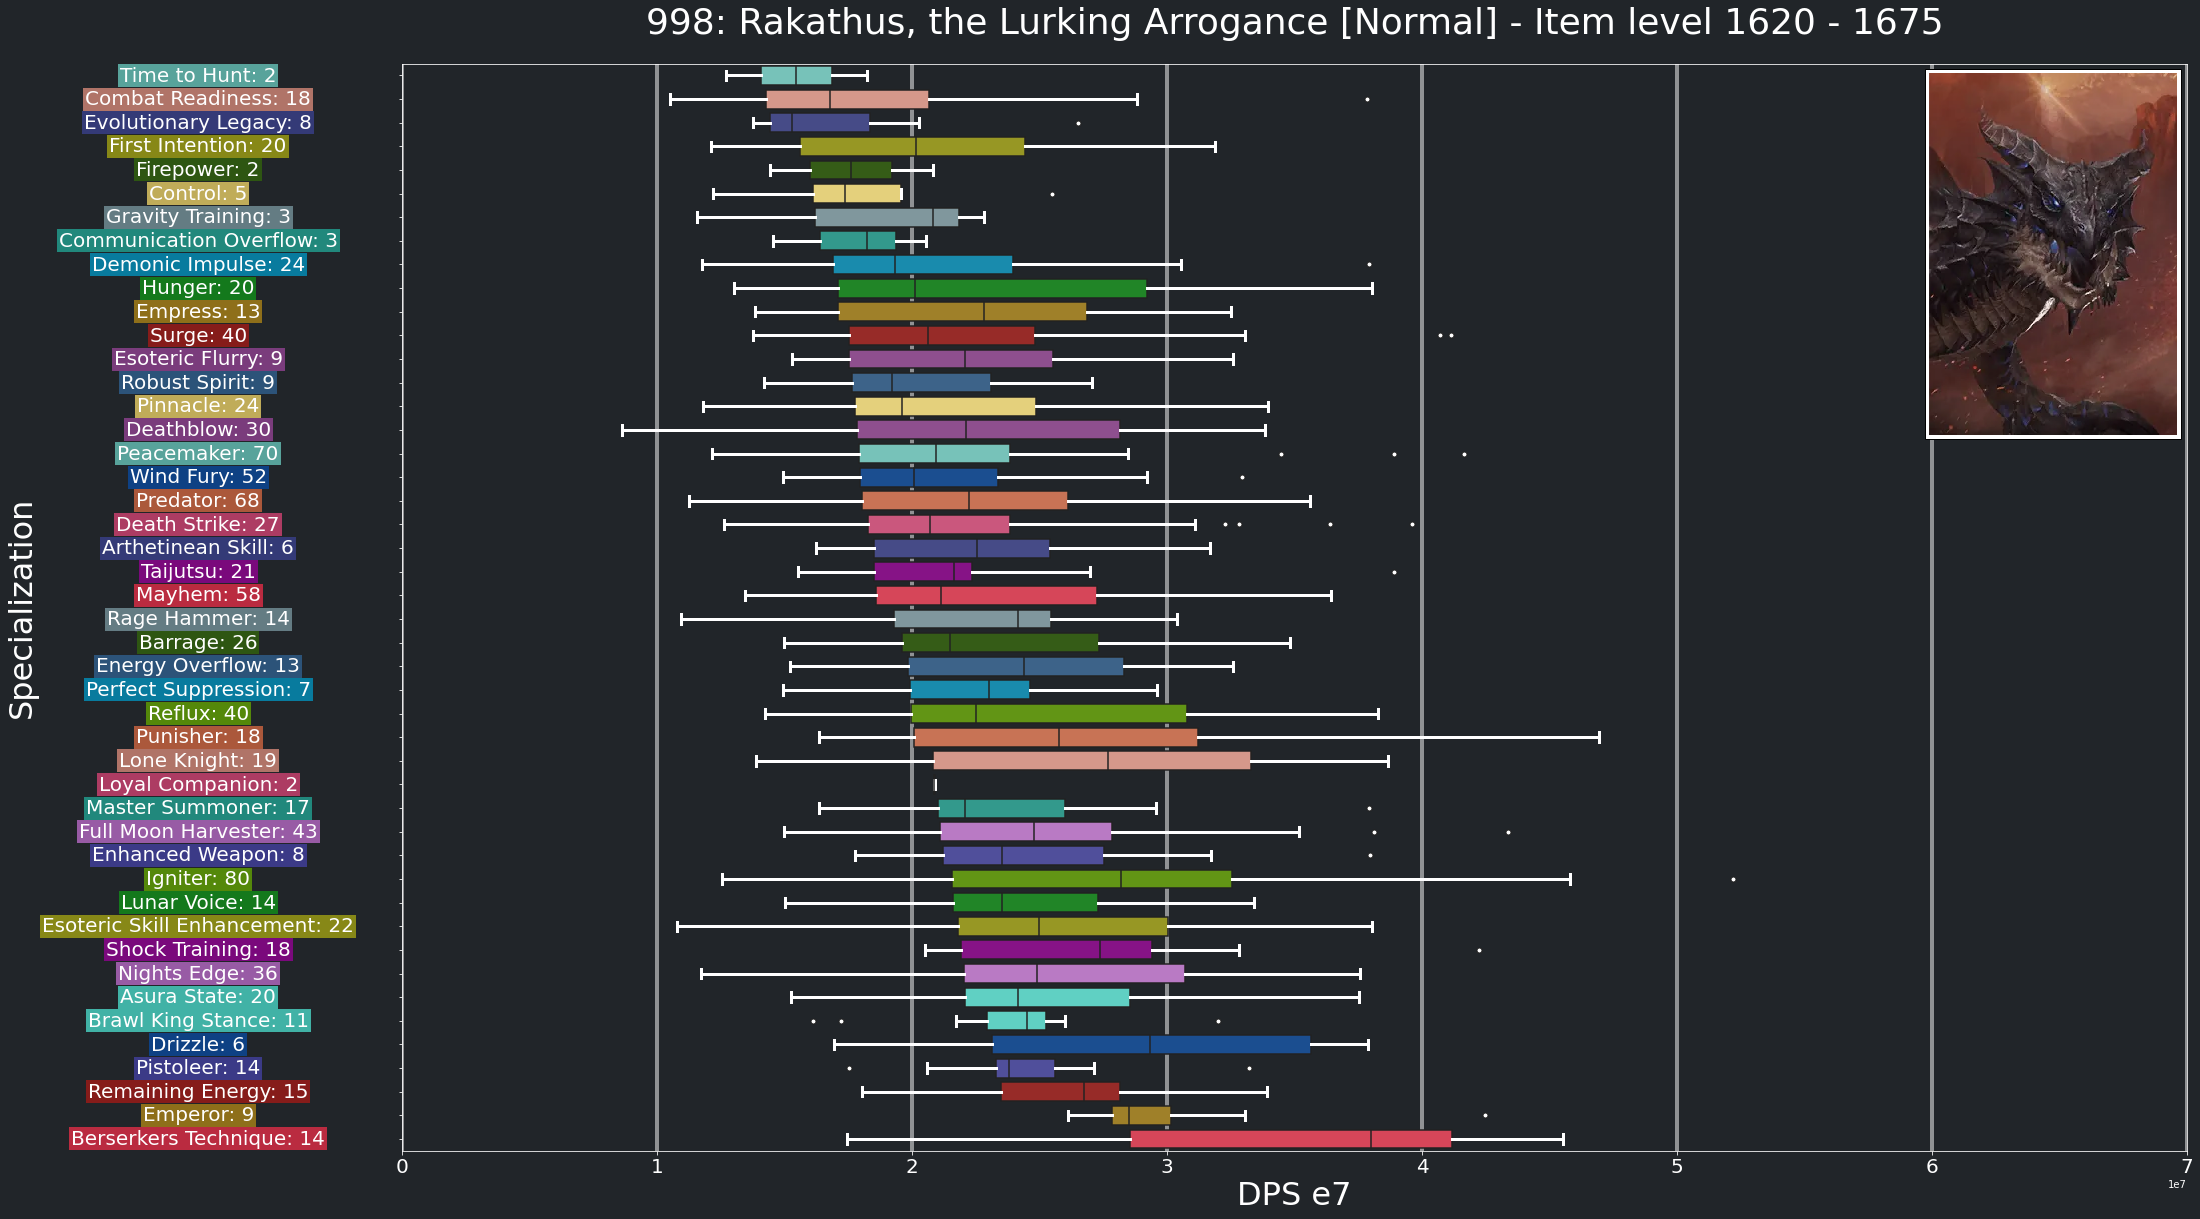 998: Rakathus, the Lurking Arrogance [Normal] - Item level 1620 - 1675
Time to Hunt: 2
Combat Readiness: 18
Evolutionary Legacy: 8
First Intention: 20
Firepower: 2
Control: 5
Gravity Training: 3
Communication Overflow: 3
Demonic Impulse: 24
Hunger: 20
Empress: 13
Surge: 40
Esoteric Flurry: 9
Robust Spirit: 9
Pinnacle: 24
Deathblow: 30
Peacemaker: 70
Wind Fury: 52
Predator: 68
Death Strike: 27
Arthetinean Skill: 6
Taijutsu: 21
Mayhem: 58
Rage Hammer: 14
Barrage: 26
Energy Overflow: 13
Perfect Suppression: 7
Reflux: 40
Punisher: 18
Lone Knight: 19
Loyal Companion: 2
Master Summoner: 17
Full Moon Harvester: 43
Enhanced Weapon: 8
Igniter: 80
Lunar Voice: 14
Esoteric Skill Enhancement: 22
Shock Training: 18
Nights Edge: 36
Asura State: 20
Brawl King Stance: 11
Drizzle: 6
Pistoleer: 14
Remaining Energy: 15
Emperor: 9
Berserkers Technique: 14
Specialization
0 1 2 3 4 5 6 7
1e7
DPS e7